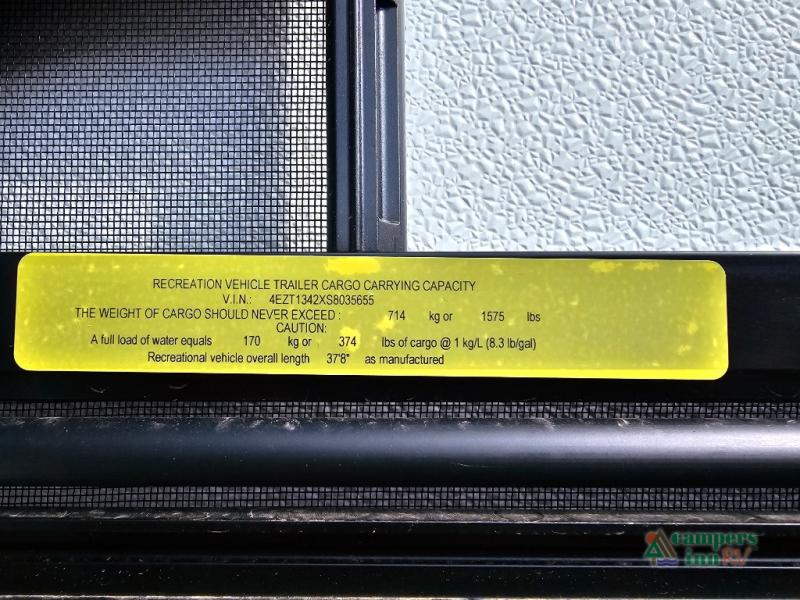 RECREATION VEHICLE TRAILER CARGO CARRYING CAPACITY
V.I.N.: 4EZT1342XS8035655
THE WEIGHT OF CARGO SHOULD NEVER EXCEED : 714 kg or 1575 lbs
CAUTION:
A full load of water equals 170 kg or 374 lbs of cargo @ 1 kg/L (8.3 lb/gal)
Recreational vehicle overall length 37'8" as manufactured
campers
inn RV